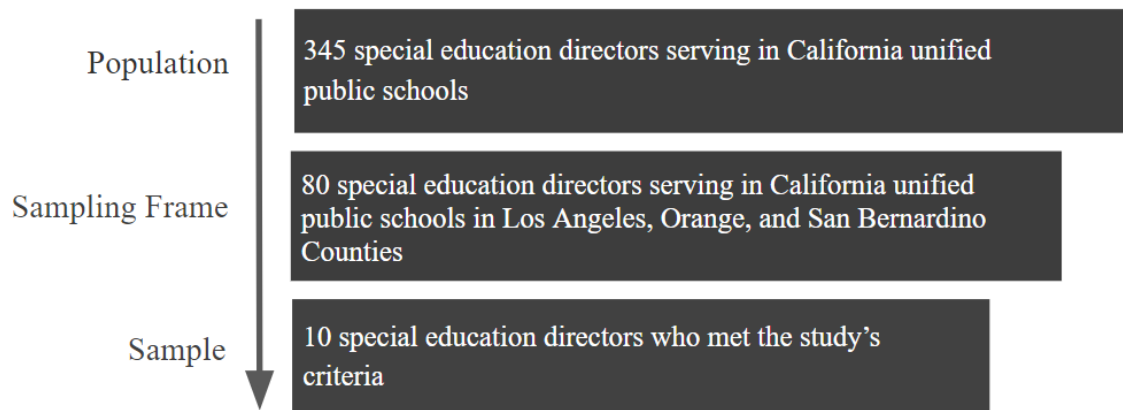 Population
345 special education directors serving in California unified
public schools
Sampling Frame
80 special education directors serving in California unified
public schools in Los Angeles, Orange, and San Bernardino
Counties
Sample
10 special education directors who met the study’s
criteria